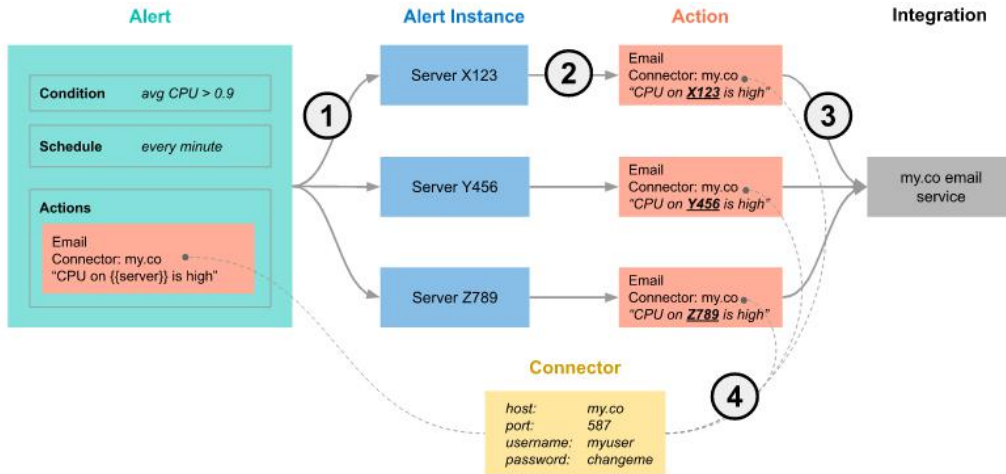 Alert
Condition avg CPU > 0.9
Schedule every minute
Actions
Email
Connector: my.co
“CPU on {{server}} is high”
Alert Instance
Server X123
Server Y456
Server Z789
1
2
Action
Email
Connector: my.co
“CPU on X123 is high”
Email
Connector: my.co
“CPU on Y456 is high”
Email
Connector: my.co
“CPU on Z789 is high”
3
Integration
my.co email
service
Connector
host: my.co
port: 587
username: myuser
password: changeme
4